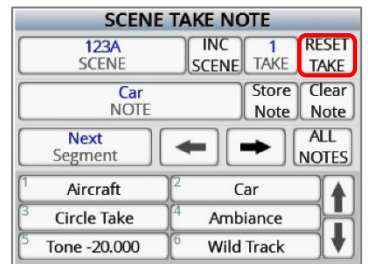 SCENE TAKE NOTE
123A INC 1 RESET
SCENE SCENE TAKE TAKE
Car Store Clear
NOTE Note Note
Next ALL
Segment NOTES
1 Aircraft 2 Car
3 Circle Take 4 Ambiance
5 Tone -20.000 6 Wild Track